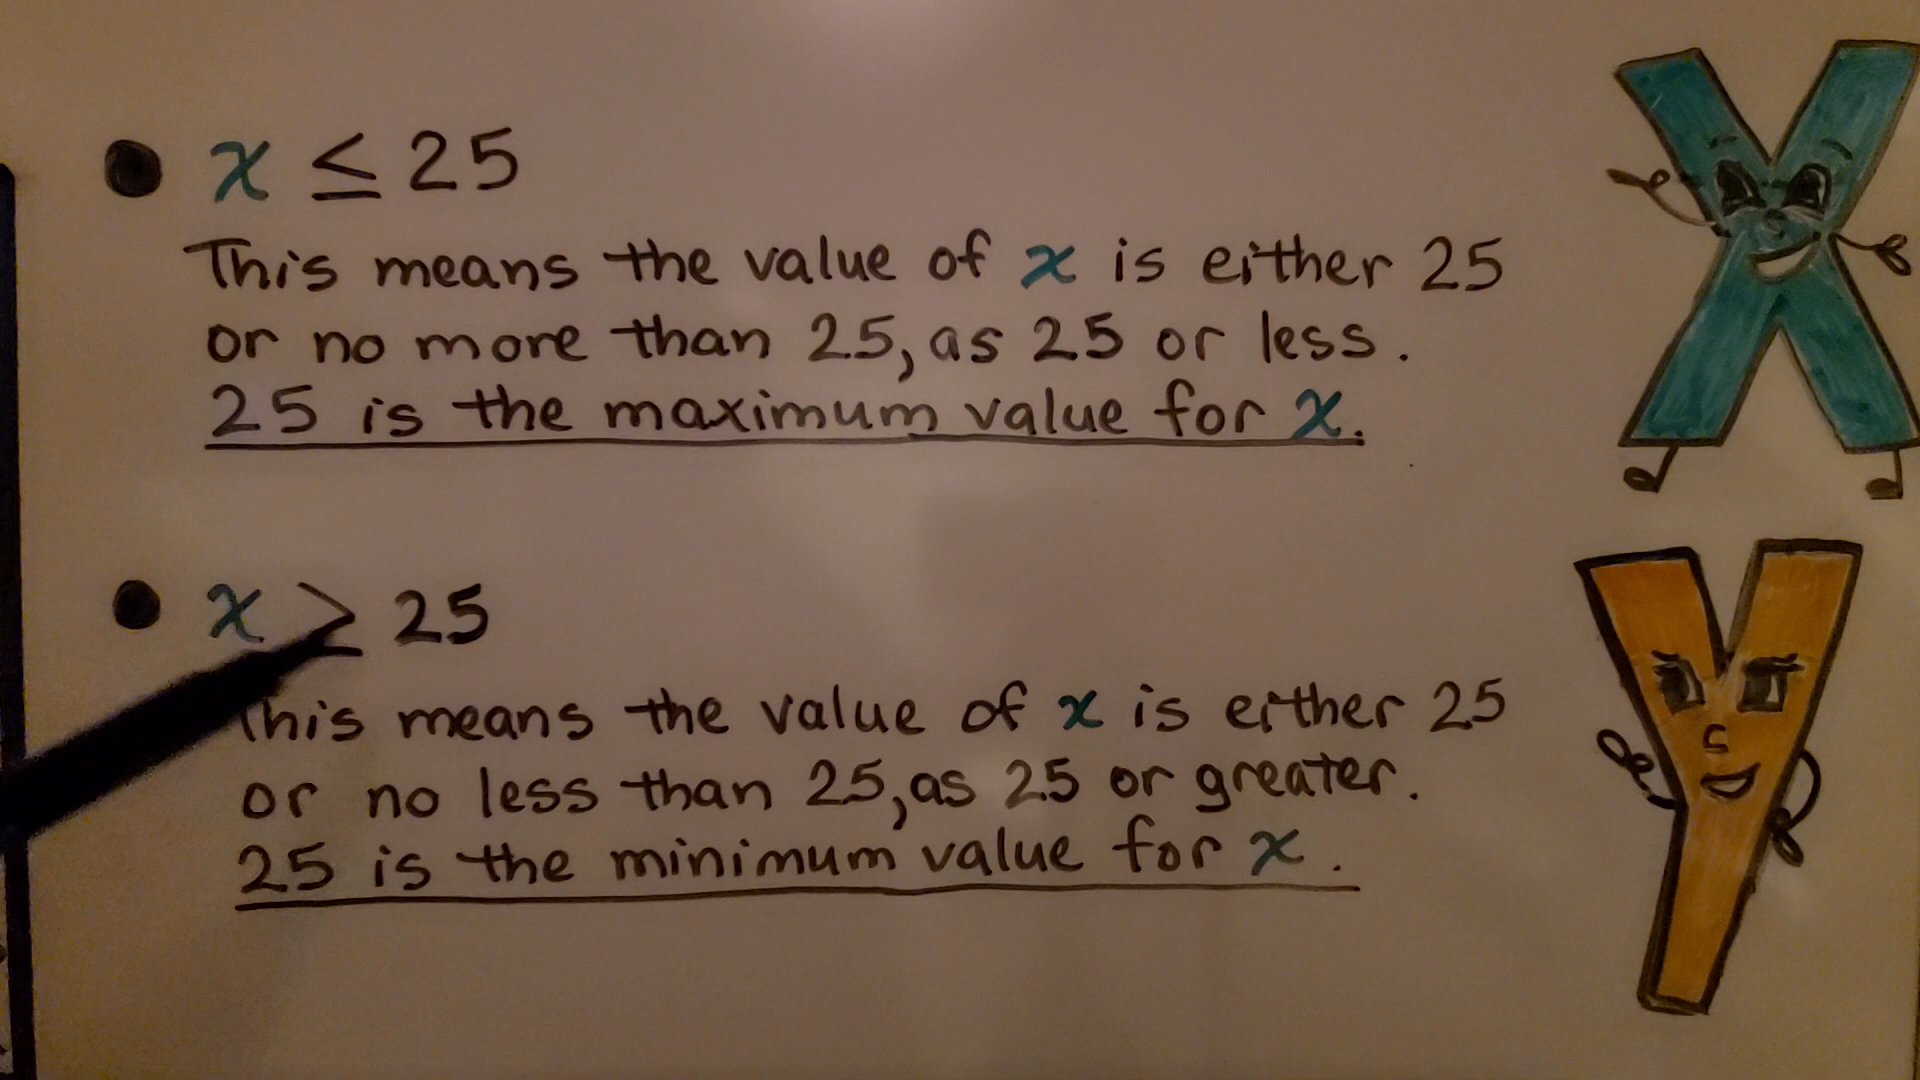 x ≤ 25
This means the value of x is either 25
or no more than 25, as 25 or less.
25 is the maximum value for x.
x ≥ 25
This means the value of x is either 25
or no less than 25, as 25 or greater.
25 is the minimum value for x.